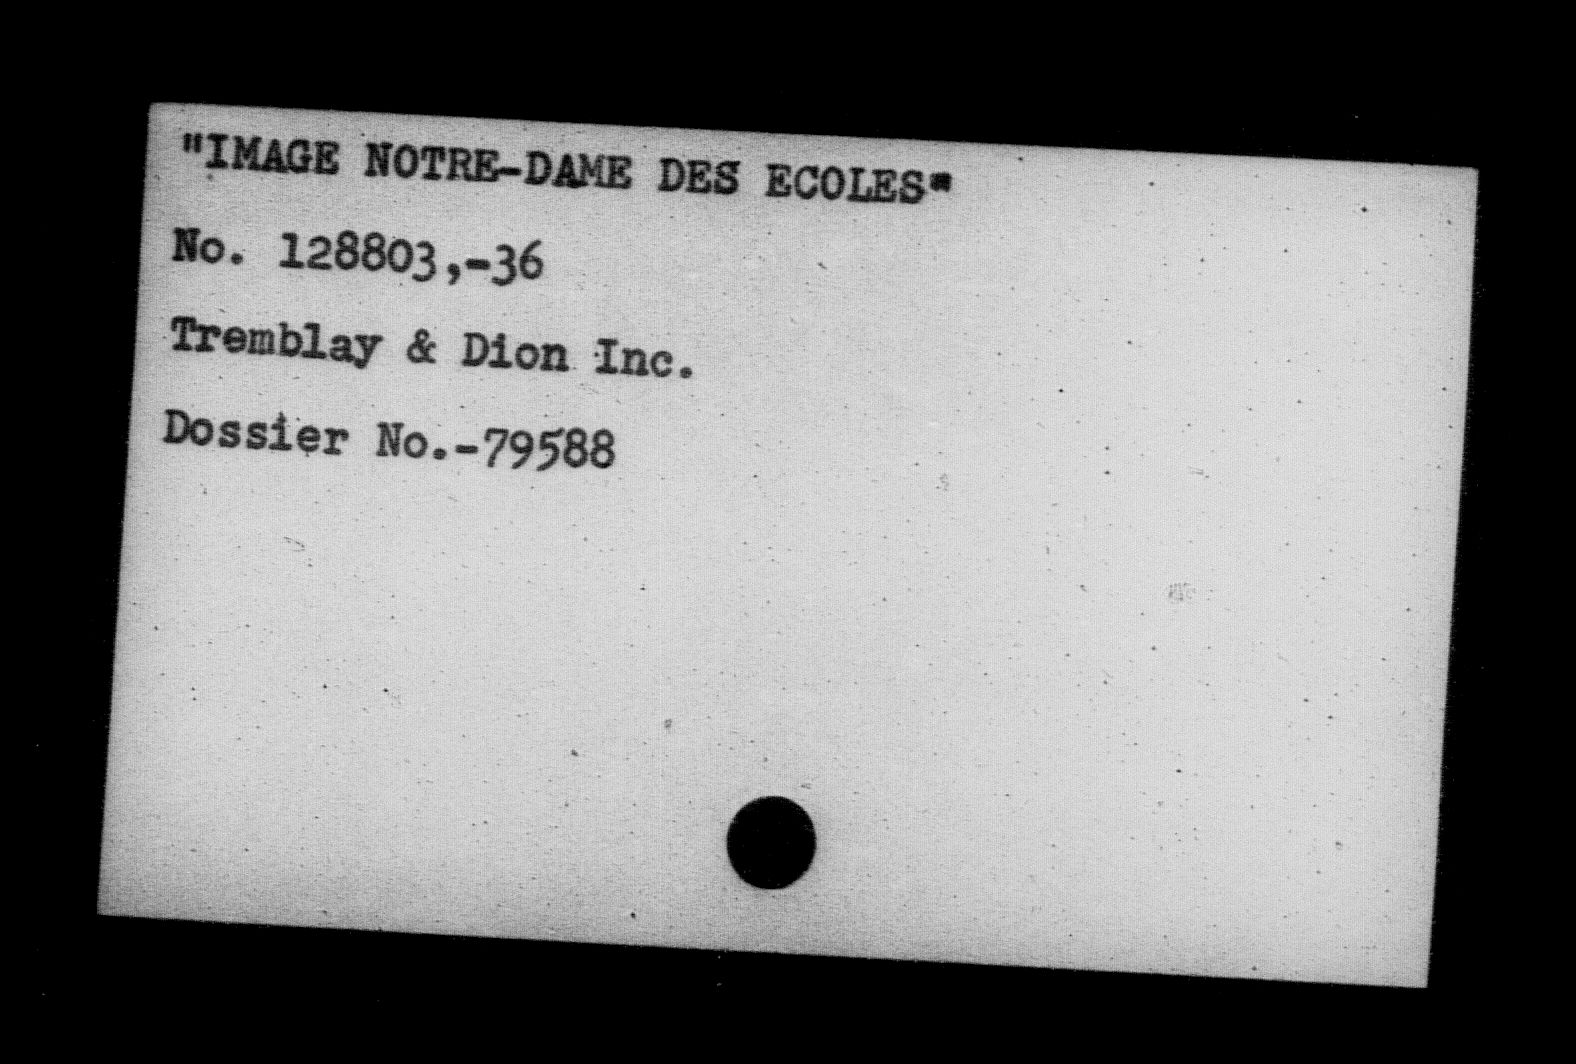 "IMAGE NOTRE-DAME DES ECOLES"
No. 128803,-36
Tremblay & Dion Inc.
Dossier No.-79588